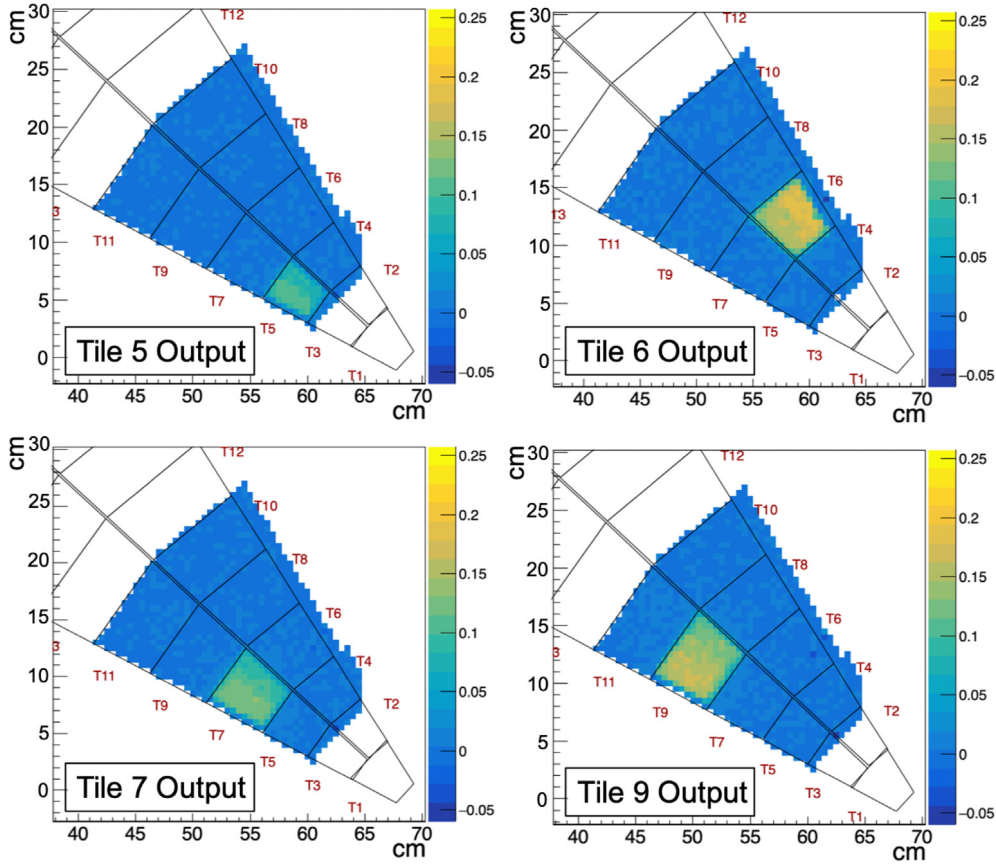 cm
30
25
20
15
10
5
0
T12
T10
T8
T6
T4
T2
3
T11
T9
T7
T5
T3
T1
Tile 5 Output
40 45 50 55 60 65 70
cm
0.25
0.2
0.15
0.1
0.05
0
−0.05
cm
30
25
20
15
10
5
0
T12
T10
T8
T6
T4
T2
T3
T11
T9
T7
T5
T3
T1
Tile 6 Output
40 45 50 55 60 65 70
cm
0.25
0.2
0.15
0.1
0.05
0
−0.05
cm
30
25
20
15
10
5
0
T12
T10
T8
T6
T4
T2
3
T11
T9
T7
T5
T3
T1
Tile 7 Output
40 45 50 55 60 65 70
cm
0.25
0.2
0.15
0.1
0.05
0
−0.05
cm
30
25
20
15
10
5
0
T12
T10
T8
T6
T4
T2
3
T11
T9
T7
T5
T3
T1
Tile 9 Output
40 45 50 55 60 65 70
cm
0.25
0.2
0.15
0.1
0.05
0
−0.05